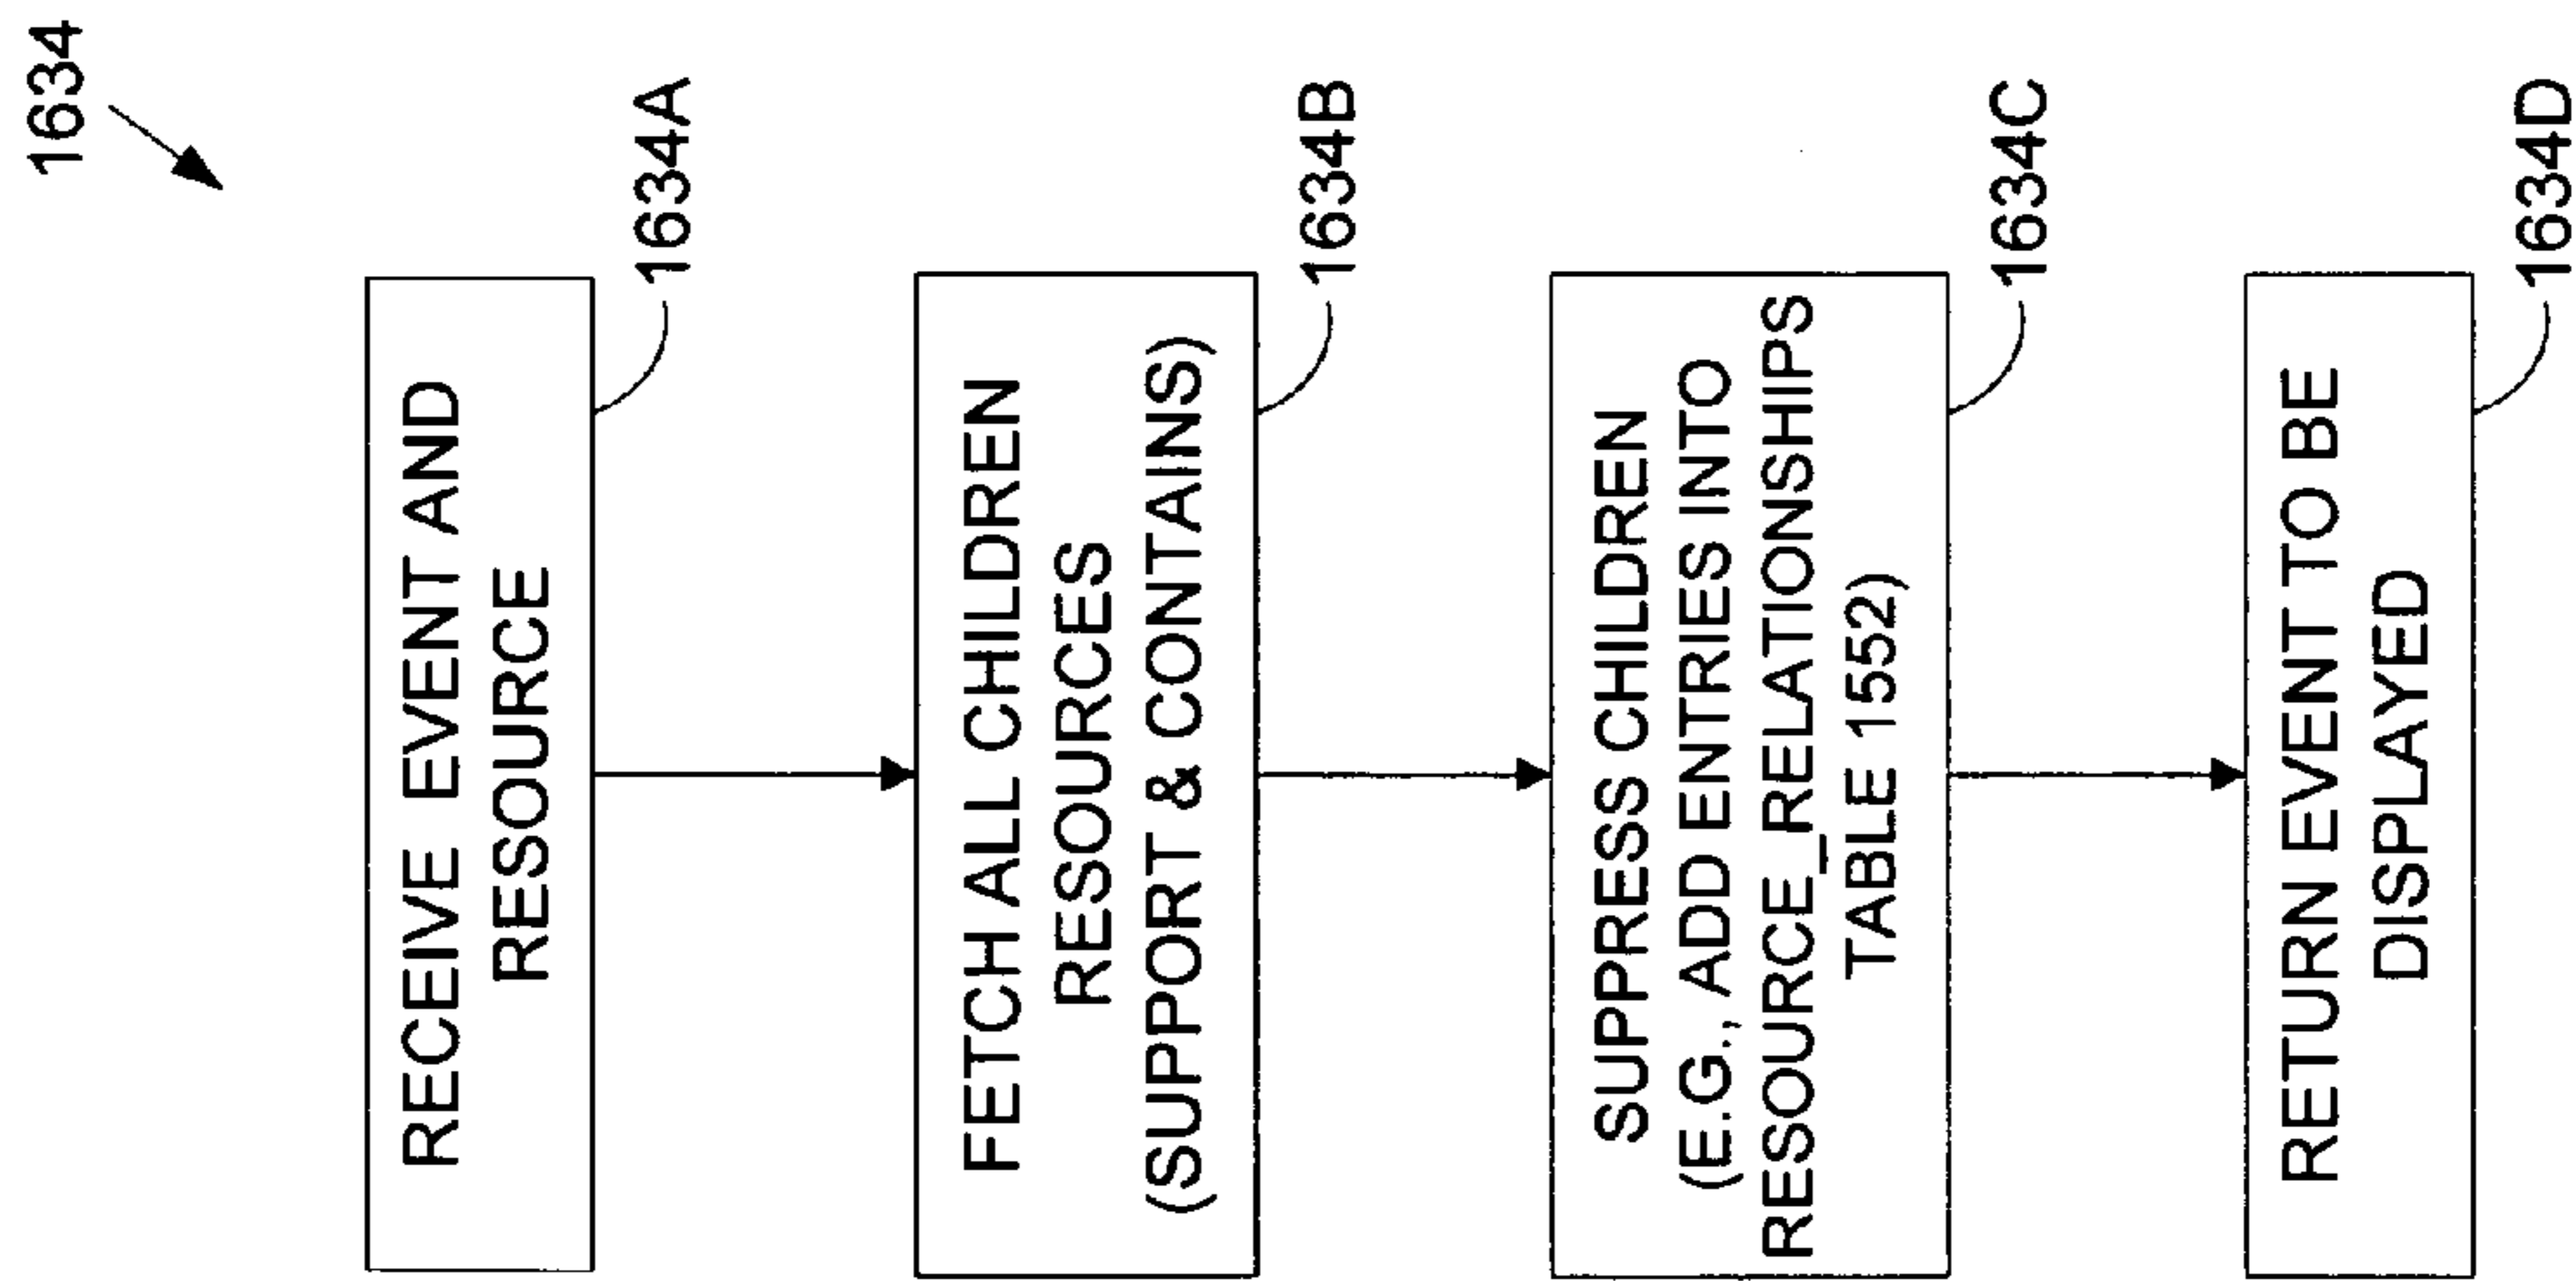 1634
RECEIVE EVENT AND
RESOURCE
1634A
FETCH ALL CHILDREN
RESOURCES
(SUPPORT & CONTAINS)
1634B
SUPPRESS CHILDREN
(E.G., ADD ENTRIES INTO
RESOURCE_RELATIONSHIPS
TABLE 1552)
1634C
RETURN EVENT TO BE
DISPLAYED
1634D